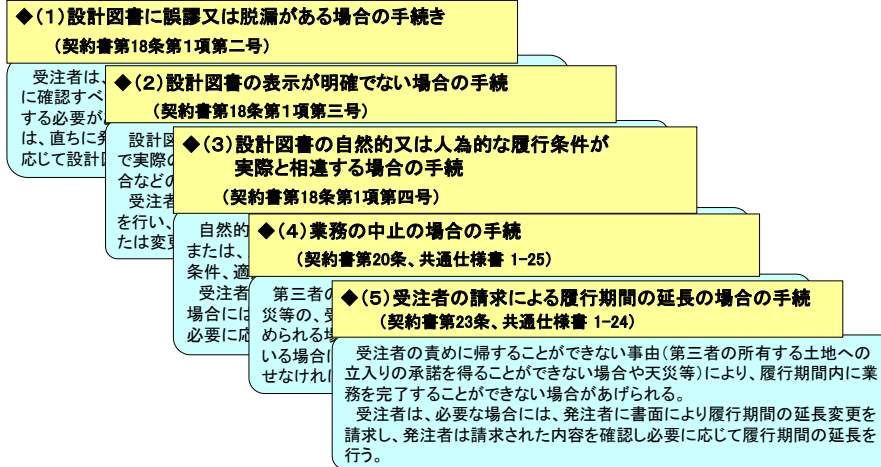 ◆(1)設計図書に誤謬又は脱漏がある場合の手続き
(契約書第18条第1項第二号)
受注者は、
に確認すべ
する必要が
は、直ちに発
応じて設計図
◆(2)設計図書の表示が明確でない場合の手続
(契約書第18条第1項第三号)
設計図
で実際の
合などの
受注者
を行い、
たは変更
◆(3)設計図書の自然的又は人為的な履行条件が
実際と相違する場合の手続
(契約書第18条第1項第四号)
自然的
または、
条件、適
受注者
場合には
必要に応
◆(4)業務の中止の場合の手続
(契約書第20条、共通仕様書 1-25)
第三者の
災等の、受
められる場
いる場合に
せなければ
◆(5)受注者の請求による履行期間の延長の場合の手続
(契約書第23条、共通仕様書 1-24)
受注者の責めに帰することができない事由(第三者の所有する土地への
立入りの承諾を得ることができない場合や天災等)により、履行期間内に業
務を完了することができない場合があげられる。
受注者は、必要な場合には、発注者に書面により履行期間の延長変更を
請求し、発注者は請求された内容を確認し必要に応じて履行期間の延長を
行う。